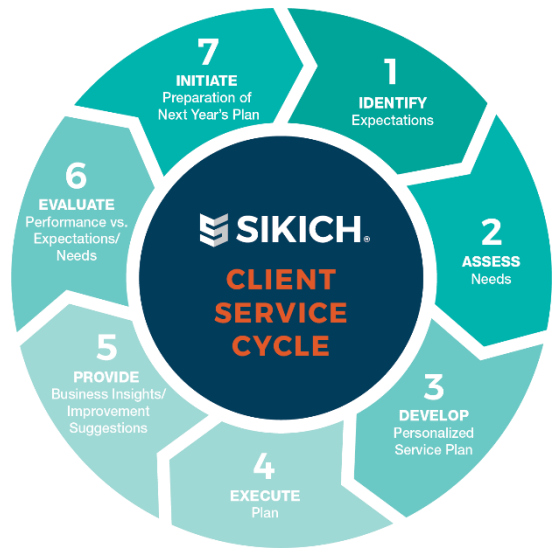 SIKICH®
CLIENT
SERVICE
CYCLE
1
IDENTIFY
Expectations
2
ASSESS
Needs
3
DEVELOP
Personalized
Service Plan
4
EXECUTE
Plan
5
PROVIDE
Business Insights/
Improvement
Suggestions
6
EVALUATE
Performance vs.
Expectations/
Needs
7
INITIATE
Preparation of
Next Year's Plan